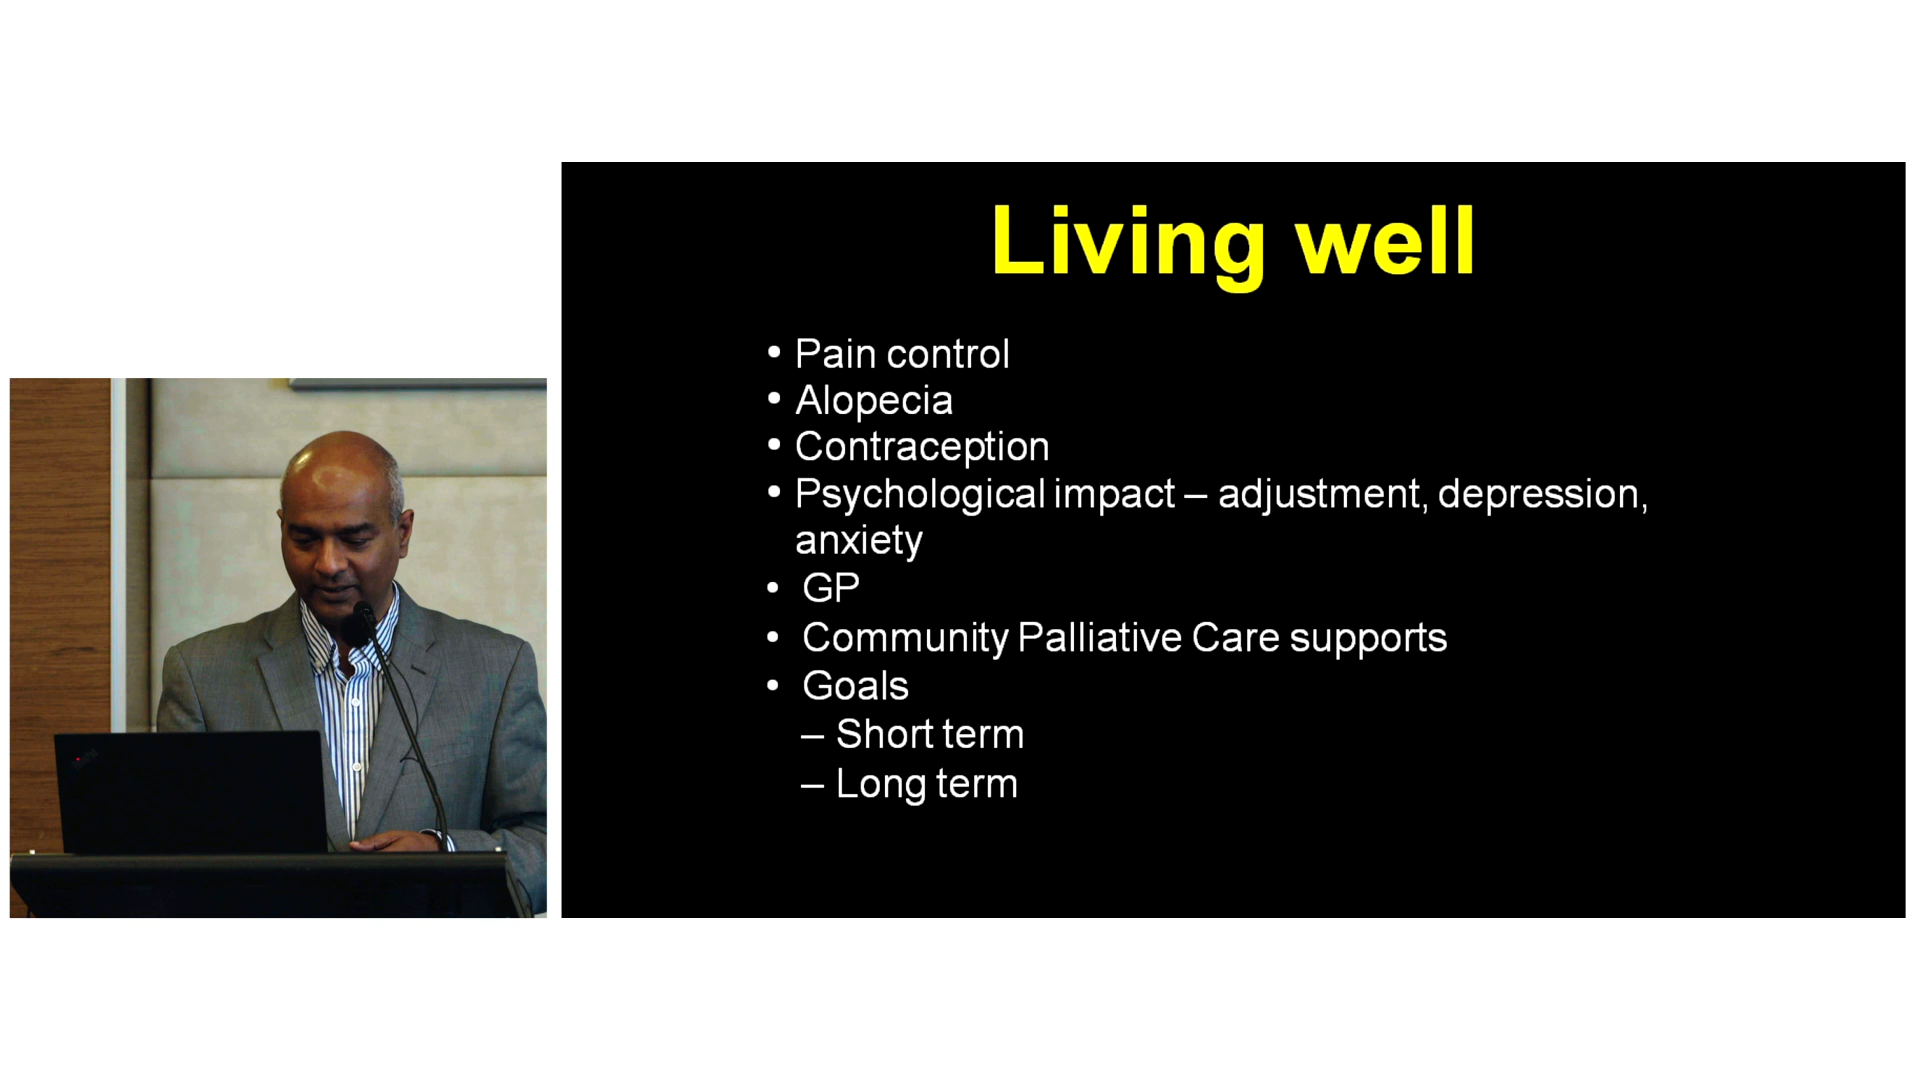 Living well
• Pain control
• Alopecia
• Contraception
• Psychological impact – adjustment, depression,
anxiety
• GP
• Community Palliative Care supports
• Goals
– Short term
– Long term